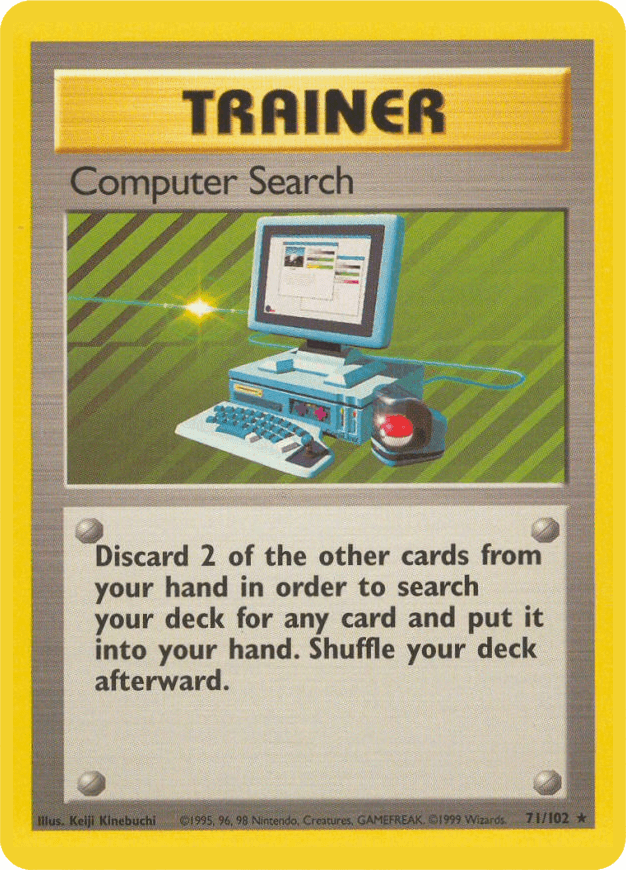 TRAINER
Computer Search
Discard 2 of the other cards from
your hand in order to search
your deck for any card and put it
into your hand. Shuffle your deck
afterward.
Illus. Keiji Kinebuchi ©1995, 96, 98 Nintendo, Creatures, GAMEFREAK. ©1999 Wizards. 71/102 ★